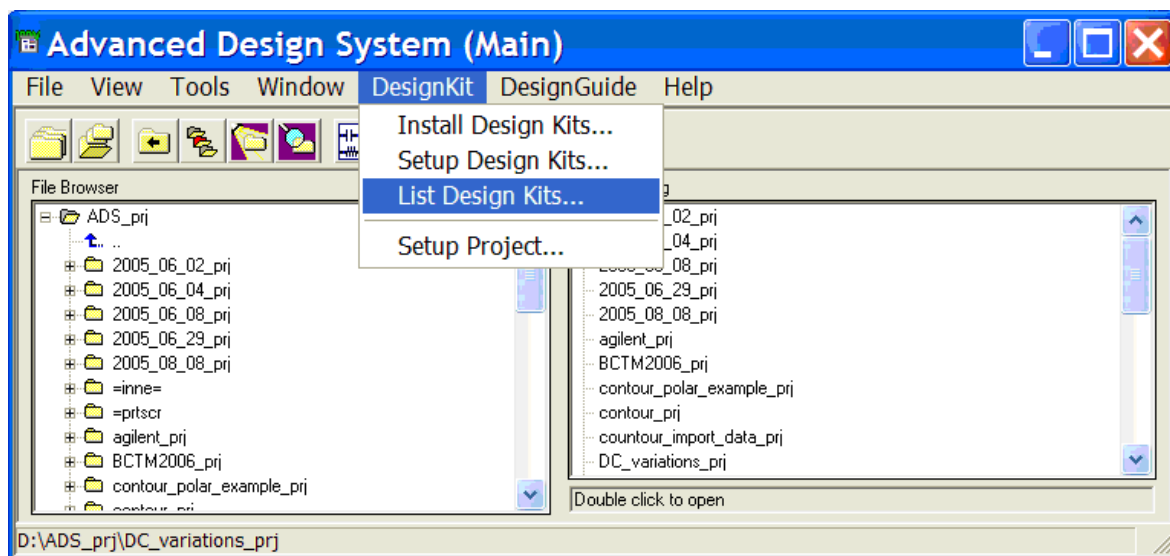 Advanced Design System (Main)
File View Tools Window DesignKit DesignGuide Help
Install Design Kits...
Setup Design Kits...
List Design Kits...
Setup Project...
File Browser
ADS_prj
..
2005_06_02_prj
2005_06_04_prj
2005_06_08_prj
2005_06_29_prj
2005_08_08_prj
=inne=
=prtscr
agilent_prj
BCTM2006_prj
contour_polar_example_prj
contour_prj
_02_prj
_04_prj
2005_06_08_prj
2005_06_29_prj
2005_08_08_prj
agilent_prj
BCTM2006_prj
contour_polar_example_prj
contour_prj
countour_import_data_prj
DC_variations_prj
Double click to open
D:\ADS_prj\DC_variations_prj